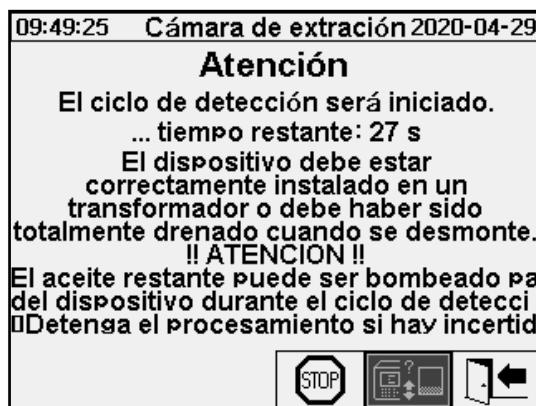 09:49:25 Cámara de extracción 2020-04-29
Atención
El ciclo de detección será iniciado.
... tiempo restante: 27 s
El dispositivo debe estar
correctamente instalado en un
transformador o debe haber sido
totalmente drenado cuando se desmonte.
!! ATENCION !!
El aceite restante puede ser bombeado pa
del dispositivo durante el ciclo de detecci
▯Detenga el procesamiento si hay incertid
STOP
?